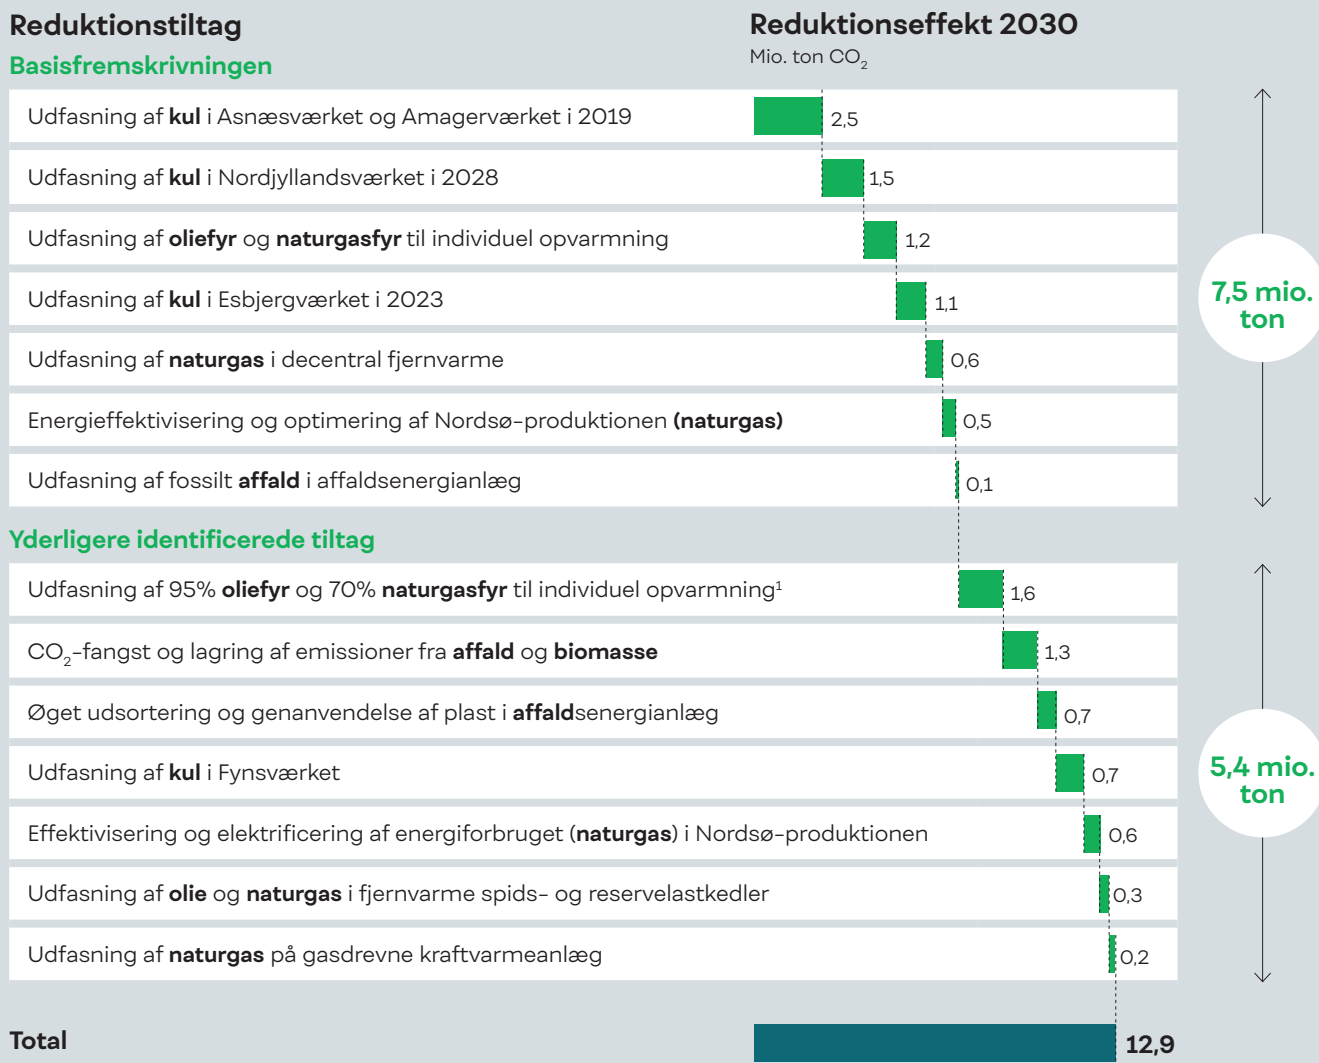 Reduktionstiltag
Reduktionseffekt 2030
Basisfremskrivningen
Mio. ton CO₂
Udfasning af kul i Asnæsværket og Amagerværket i 2019
2,5
Udfasning af kul i Nordjyllandsværket i 2028
1,5
Udfasning af oliefyr og naturgasfyr til individuel opvarmning
1,2
Udfasning af kul i Esbjergværket i 2023
1,1
Udfasning af naturgas i decentral fjernvarme
0,6
Energieffektivisering og optimering af Nordsø-produktionen (naturgas)
0,5
Udfasning af fossilt affald i affaldsenergianlæg
0,1
7,5 mio.
ton
Yderligere identificerede tiltag
Udfasning af 95% oliefyr og 70% naturgasfyr til individuel opvarmning¹
1,6
CO₂-fangst og lagring af emissioner fra affald og biomasse
1,3
Øget udsortering og genanvendelse af plast i affaldsenergianlæg
0,7
Udfasning af kul i Fynsværket
0,7
Effektivisering og elektrificering af energiforbruget (naturgas) i Nordsø-produktionen
0,6
Udfasning af olie og naturgas i fjernvarme spids- og reservelastkedler
0,3
Udfasning af naturgas på gasdrevne kraftvarmeanlæg
0,2
5,4 mio.
ton
Total
12,9